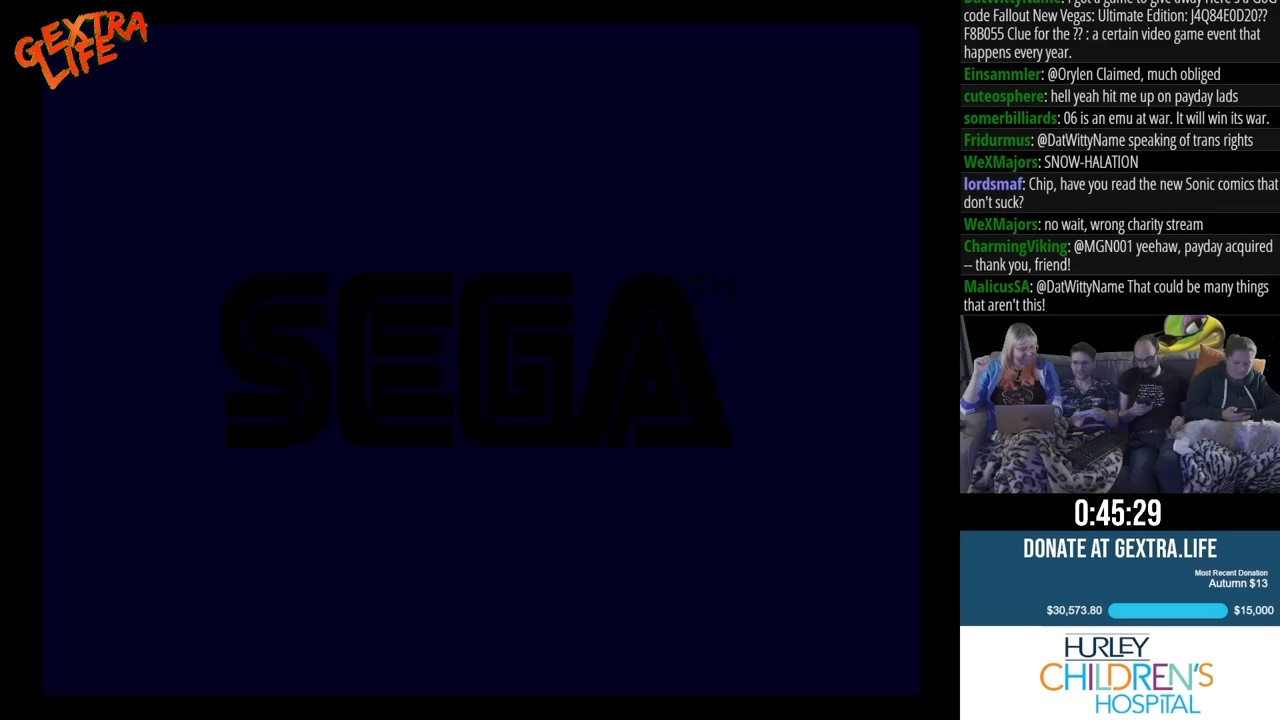 GEXTRA
LIFE
SEGA™
code Fallout New Vegas: Ultimate Edition: J4Q84E0D20??
F8B055 Clue for the ?? : a certain video game event that
happens every year.
Einsammler: @Orylen Claimed, much obliged
cuteosphere: hell yeah hit me up on payday lads
somerbilliards: 06 is an emu at war. It will win its war.
Fridurmus: @DatWittyName speaking of trans rights
WeXMajors: SNOW-HALATION
lordsmaf: Chip, have you read the new Sonic comics that
don't suck?
WeXMajors: no wait, wrong charity stream
CharmingViking: @MGN001 yeehaw, payday acquired
-- thank you, friend!
MalicusSA: @DatWittyName That could be many things
that aren't this!
0:45:29
DONATE AT GEXTRA.LIFE
Most Recent Donation
Autumn $13
$30,573.80 $15,000
HURLEY
CHILDREN'S
HOSPITAL